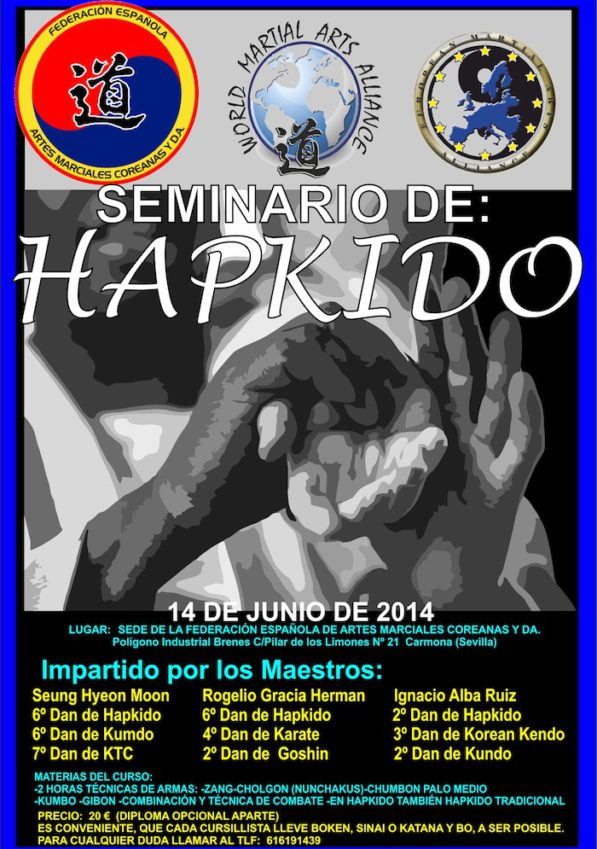 FEDERACIÓN ESPAÑOLA
道
ARTES MARCIALES COREANAS Y D.A.
WORLD MARTIAL ARTS ALLIANCE
道
EUROPEAN MARTIAL ARTS
ALLIANCE
SEMINARIO DE:
HAPKIDO
14 DE JUNIO DE 2014
LUGAR: SEDE DE LA FEDERACIÓN ESPAÑOLA DE ARTES MARCIALES COREANAS Y DA.
Polígono Industrial Brenes C/Pilar de los Limones Nº 21 Carmona (Sevilla)
Impartido por los Maestros:
Seung Hyeon Moon
6º Dan de Hapkido
6º Dan de Kumdo
7º Dan de KTC
Rogelio Gracia Herman
6º Dan de Hapkido
4º Dan de Karate
2º Dan de Goshin
Ignacio Alba Ruiz
2º Dan de Hapkido
3º Dan de Korean Kendo
2º Dan de Kundo
MATERIAS DEL CURSO:
-2 HORAS TÉCNICAS DE ARMAS: -ZANG-CHOLGON (NUNCHAKUS)-CHUMBON PALO MEDIO
-KUMBO -GIBON -COMBINACIÓN Y TÉCNICA DE COMBATE -EN HAPKIDO TAMBIÉN HAPKIDO TRADICIONAL
PRECIO: 20 € (DIPLOMA OPCIONAL APARTE)
ES CONVENIENTE, QUE CADA CURSILLISTA LLEVE BOKEN, SINAI O KATANA Y BO, A SER POSIBLE.
PARA CUALQUIER DUDA LLAMAR AL TLF: 616191439